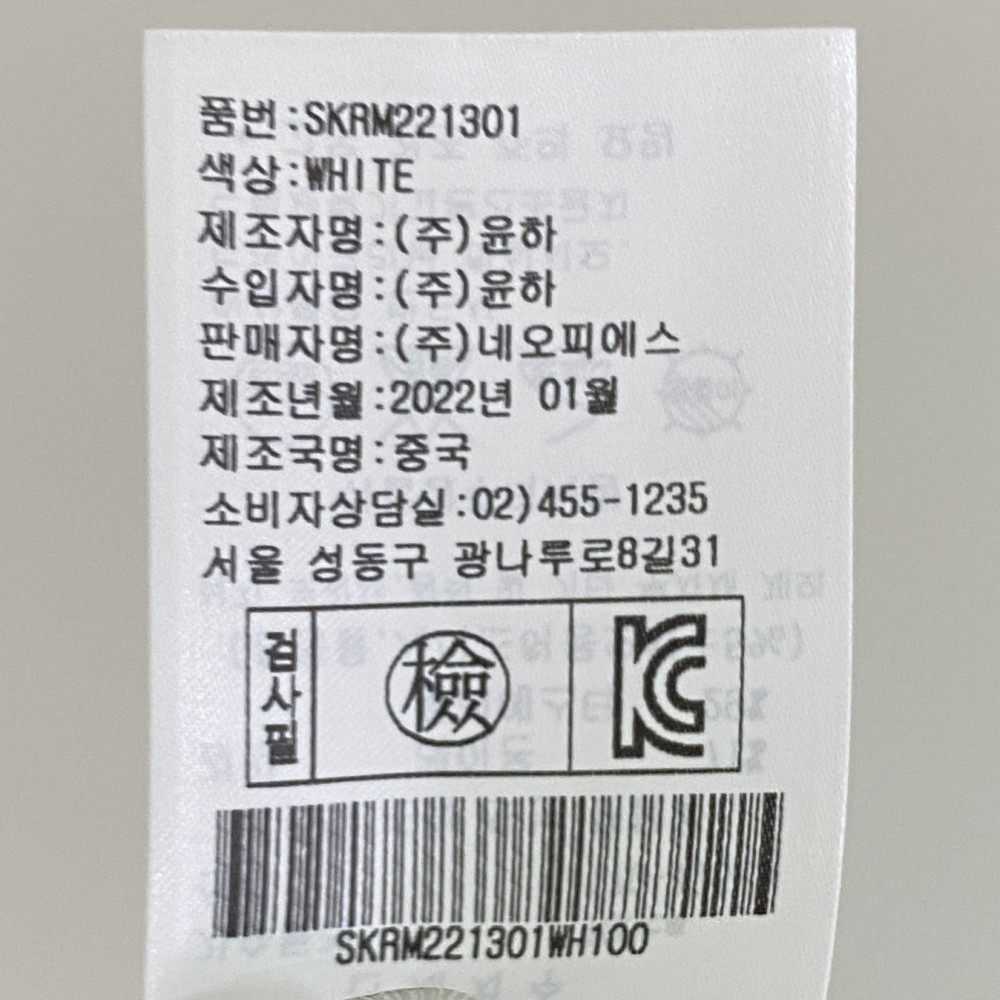 품번:SKRM221301
색상:WHITE
제조자명:(주)윤하
수입자명:(주)윤하
판매자명:(주)네오피에스
제조년월:2022년 01월
제조국명:중국
소비자상담실:02)455-1235
서울 성동구 광나루로8길31
검사필
檢
KC
SKRM221301WH100